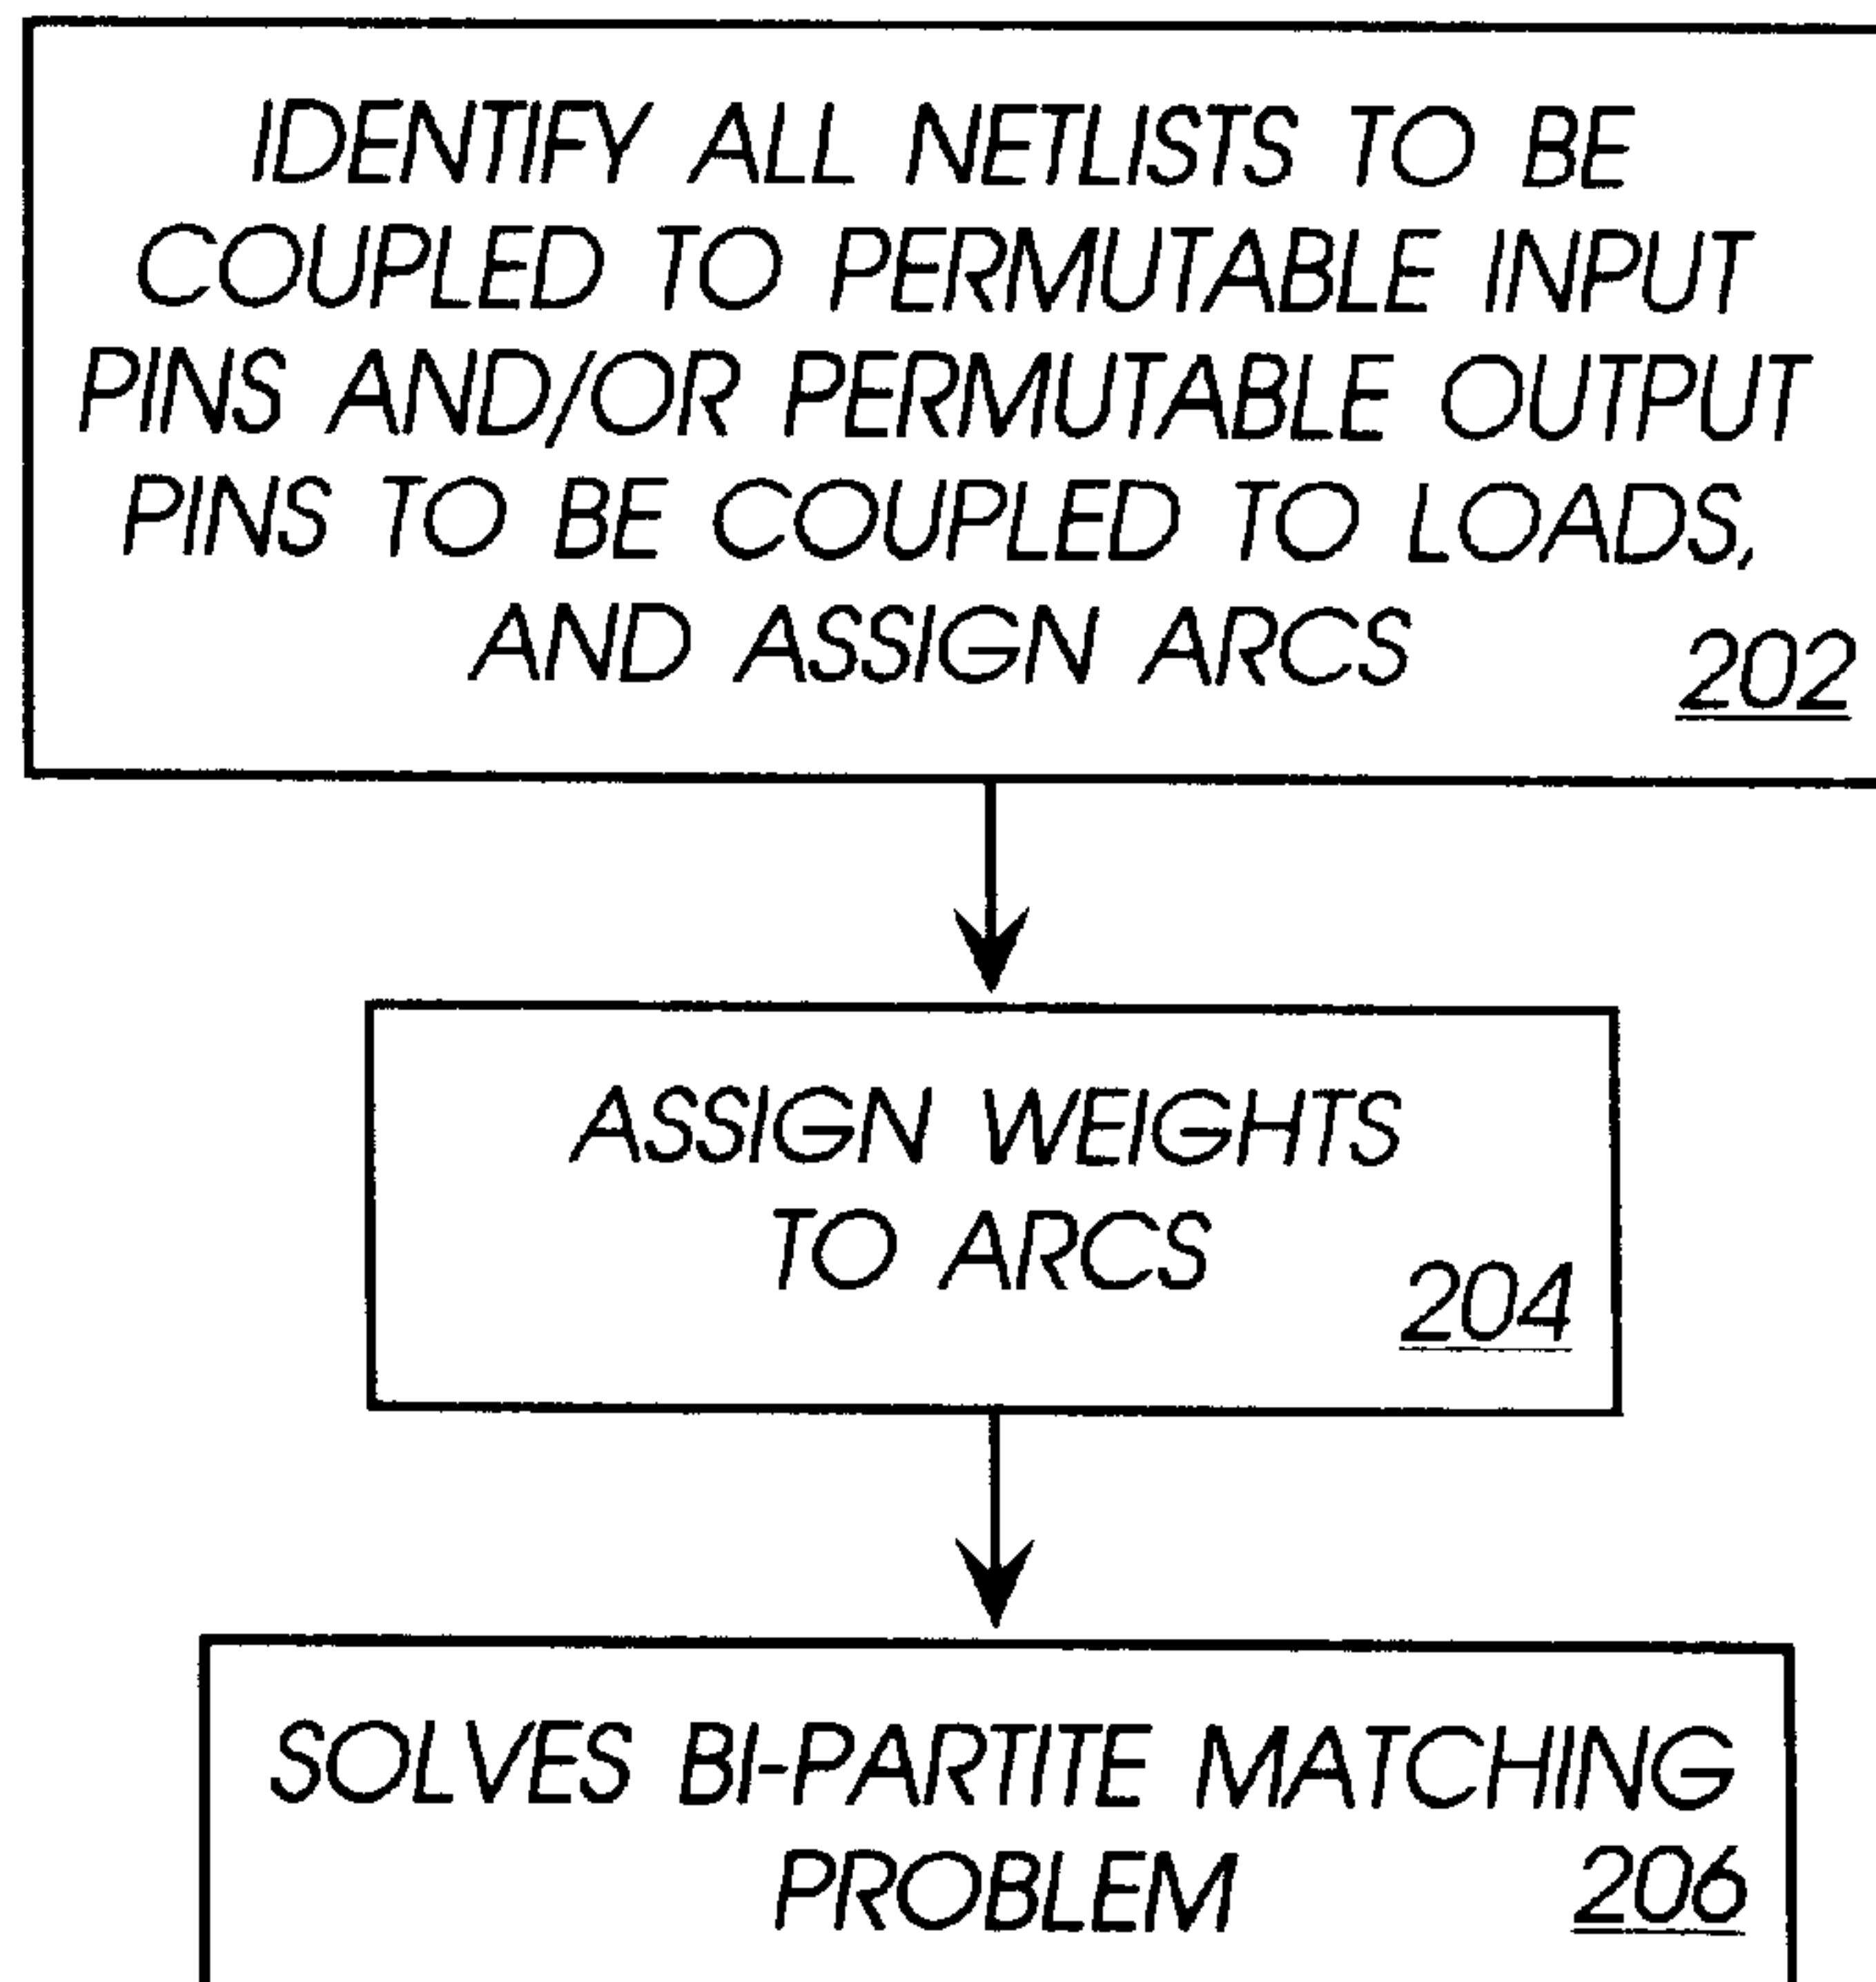 IDENTIFY ALL NETLISTS TO BE
COUPLED TO PERMUTABLE INPUT
PINS AND/OR PERMUTABLE OUTPUT
PINS TO BE COUPLED TO LOADS,
AND ASSIGN ARCS
202
ASSIGN WEIGHTS
TO ARCS
204
SOLVES BI-PARTITE MATCHING
PROBLEM
206